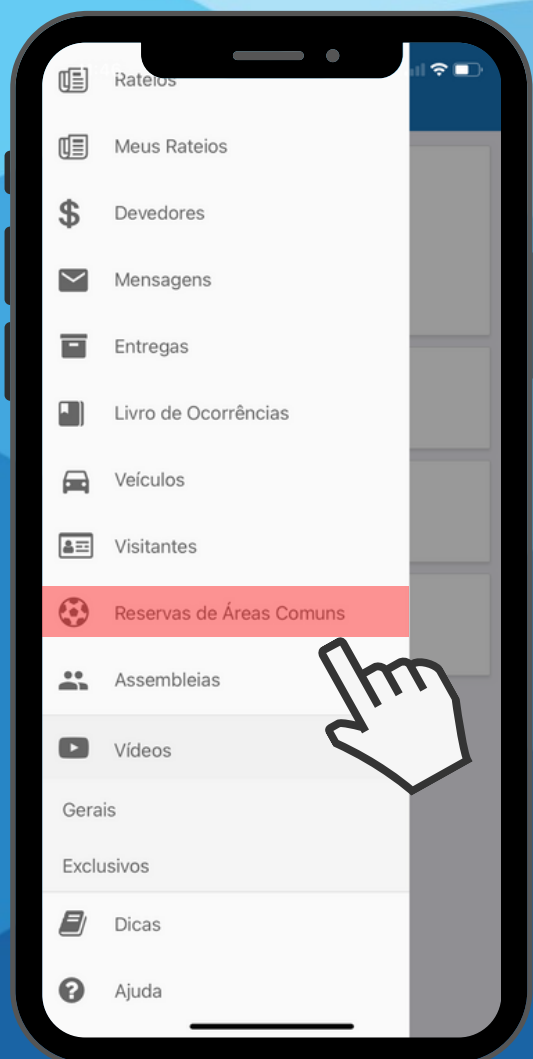 Rateios
Meus Rateios
Devedores
Mensagens
Entregas
Livro de Ocorrências
Veículos
Visitantes
Reservas de Áreas Comuns
Assembleias
Vídeos
Gerais
Exclusivos
Dicas
Ajuda